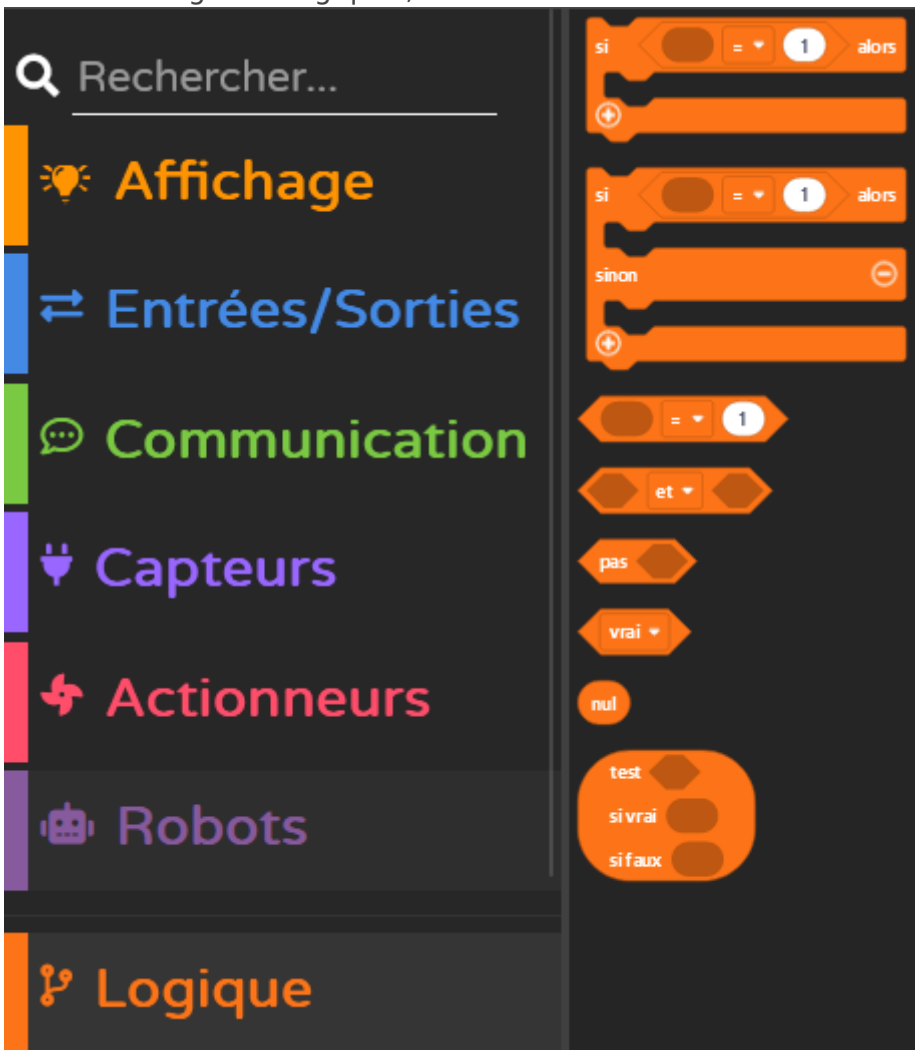 Rechercher...
Affichage
Entrées/Sorties
Communication
Capteurs
Actionneurs
Robots
Logique
si = 1 alors
si = 1 alors
sinon
= 1
et
pas
vrai
nul
test
si vrai
si faux